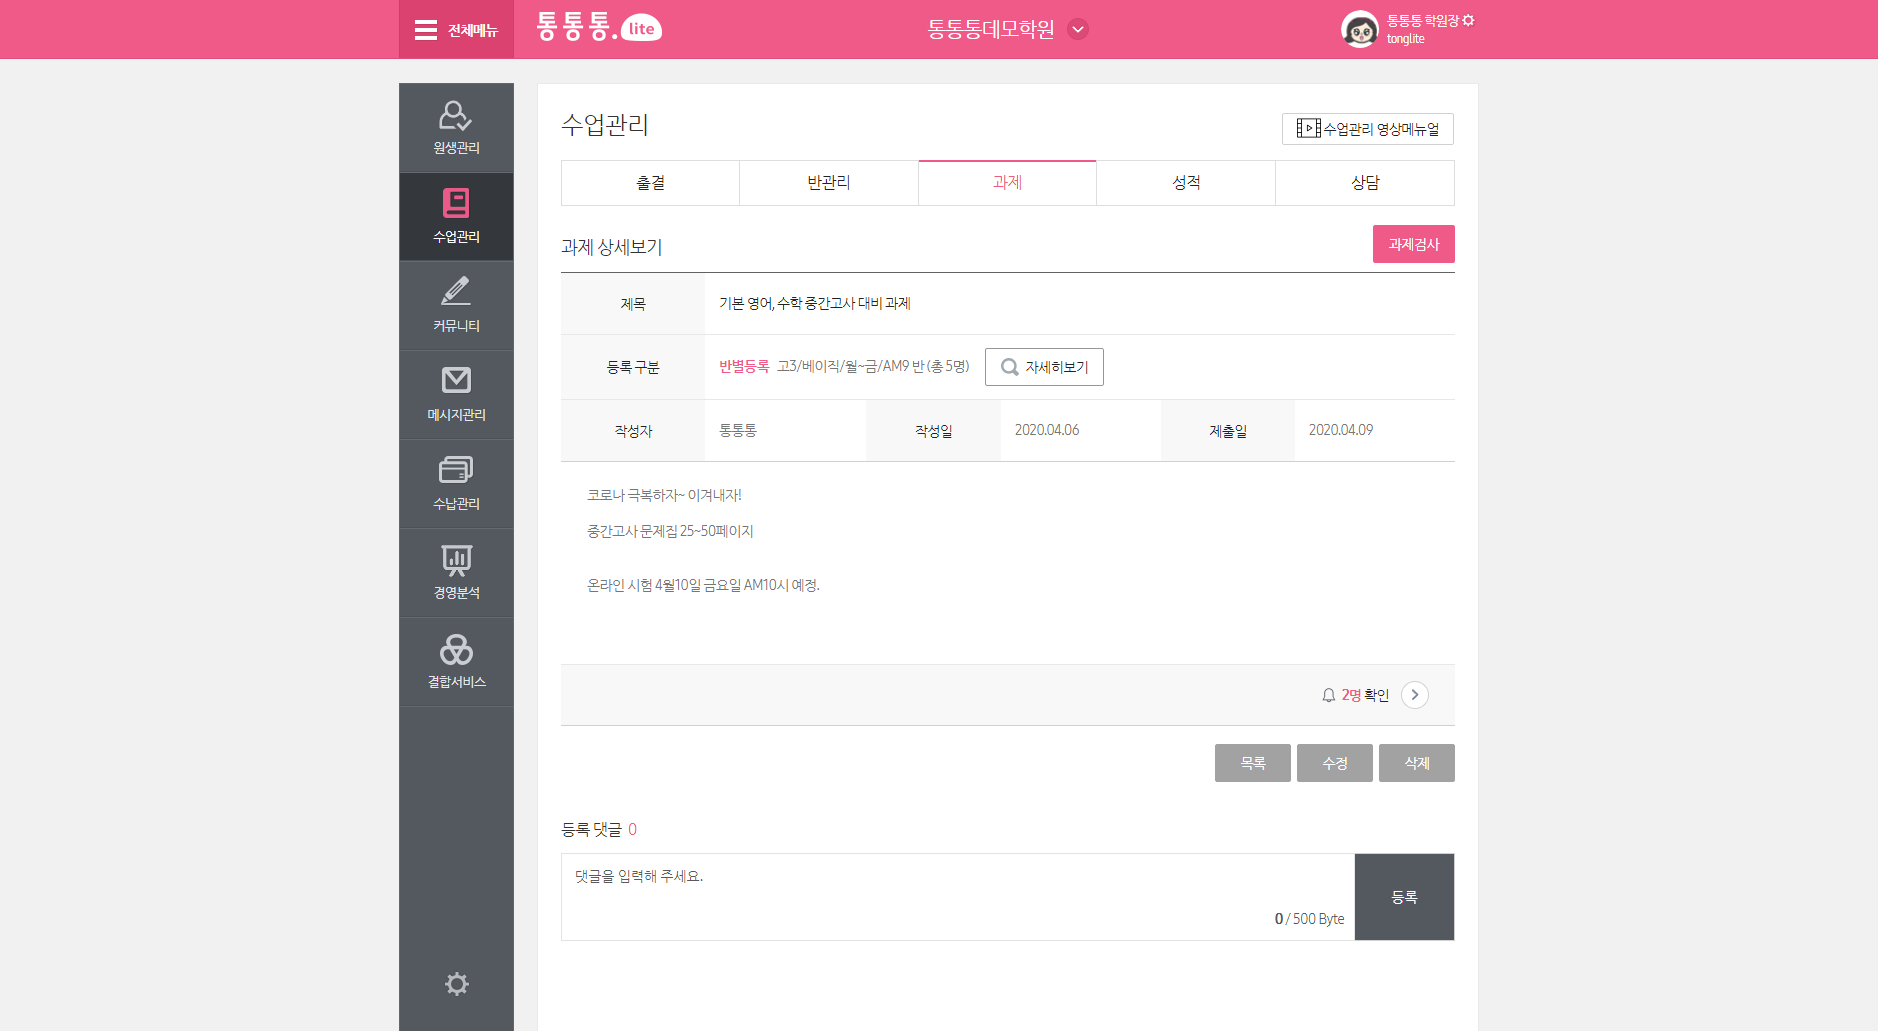 전체메뉴
통통통.lite
통통통데모학원
통통통 학원장
tonglite
원생관리
수업관리
커뮤니티
메시지관리
수납관리
경영분석
결합서비스
수업관리
수업관리 영상메뉴얼
출결 반관리 과제 성적 상담
과제 상세보기
과제검사
제목 기본 영어, 수학 중간고사 대비 과제
등록 구분 반별등록 고3/베이직/월~금/AM9 반 (총 5명) 자세히보기
작성자 통통통 작성일 2020.04.06 제출일 2020.04.09
코로나 극복하자~ 이겨내자!
중간고사 문제집 25~50페이지
온라인 시험 4월10일 금요일 AM10시 예정.
2명 확인
목록 수정 삭제
등록 댓글 0
댓글을 입력해 주세요.
0 / 500 Byte
등록